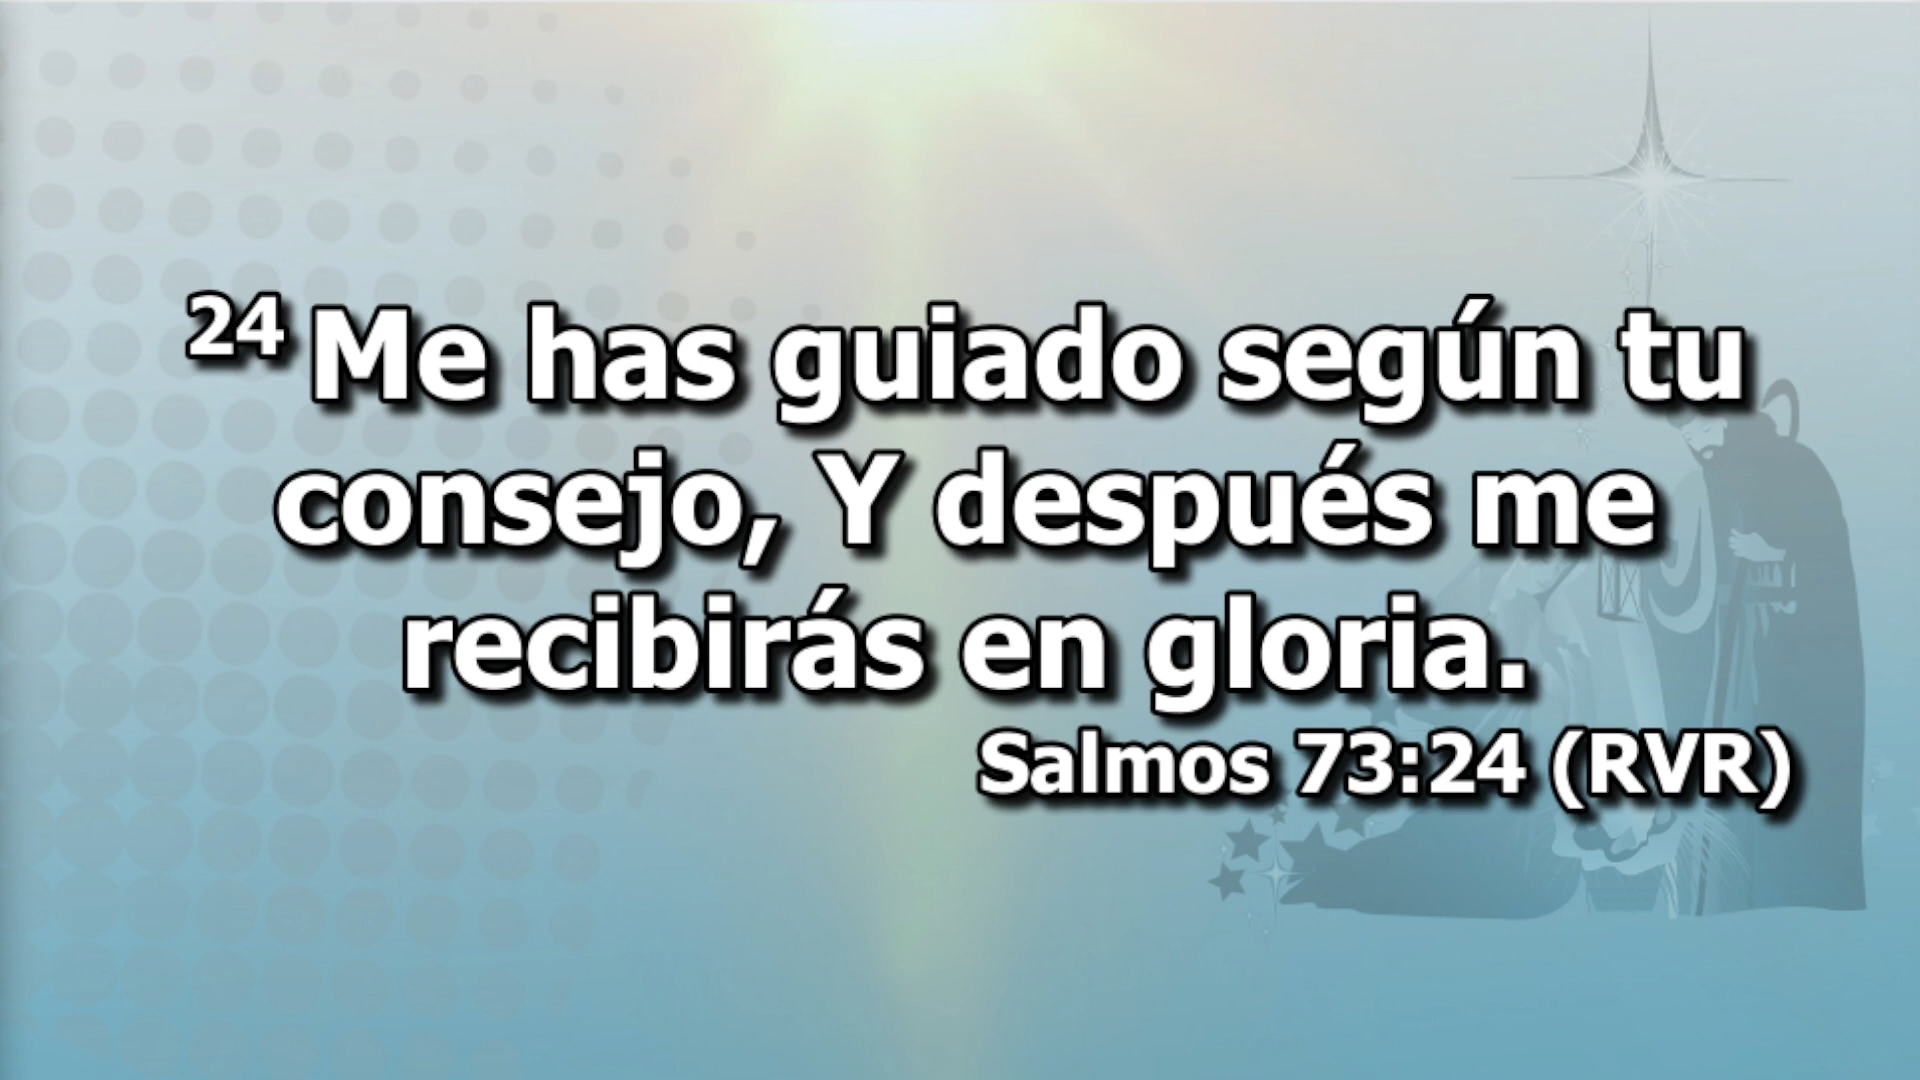 24 Me has guiado según tu
consejo, Y después me
recibirás en gloria.
Salmos 73:24 (RVR)